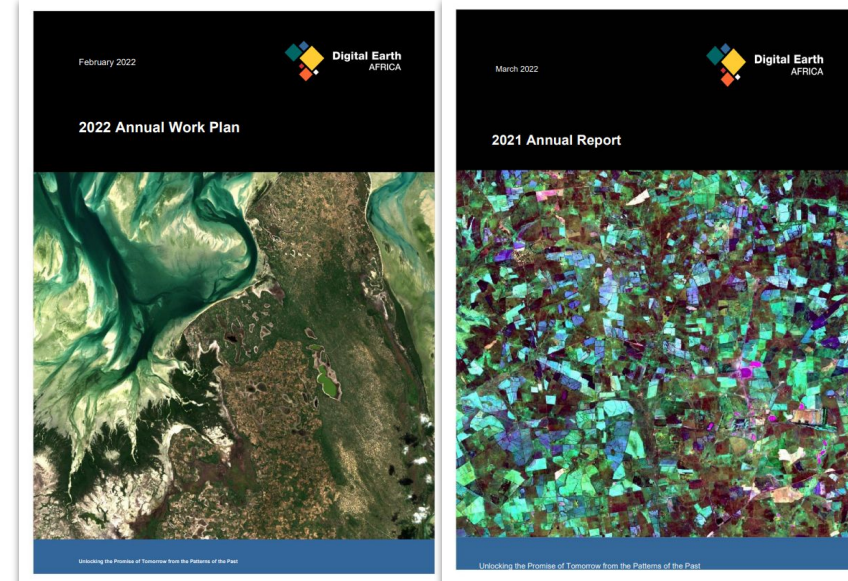 February 2022
Digital Earth
AFRICA
2022 Annual Work Plan
Unlocking the Promise of Tomorrow from the Patterns of the Past
March 2022
Digital Earth
AFRICA
2021 Annual Report
Unlocking the Promise of Tomorrow from the Patterns of the Past